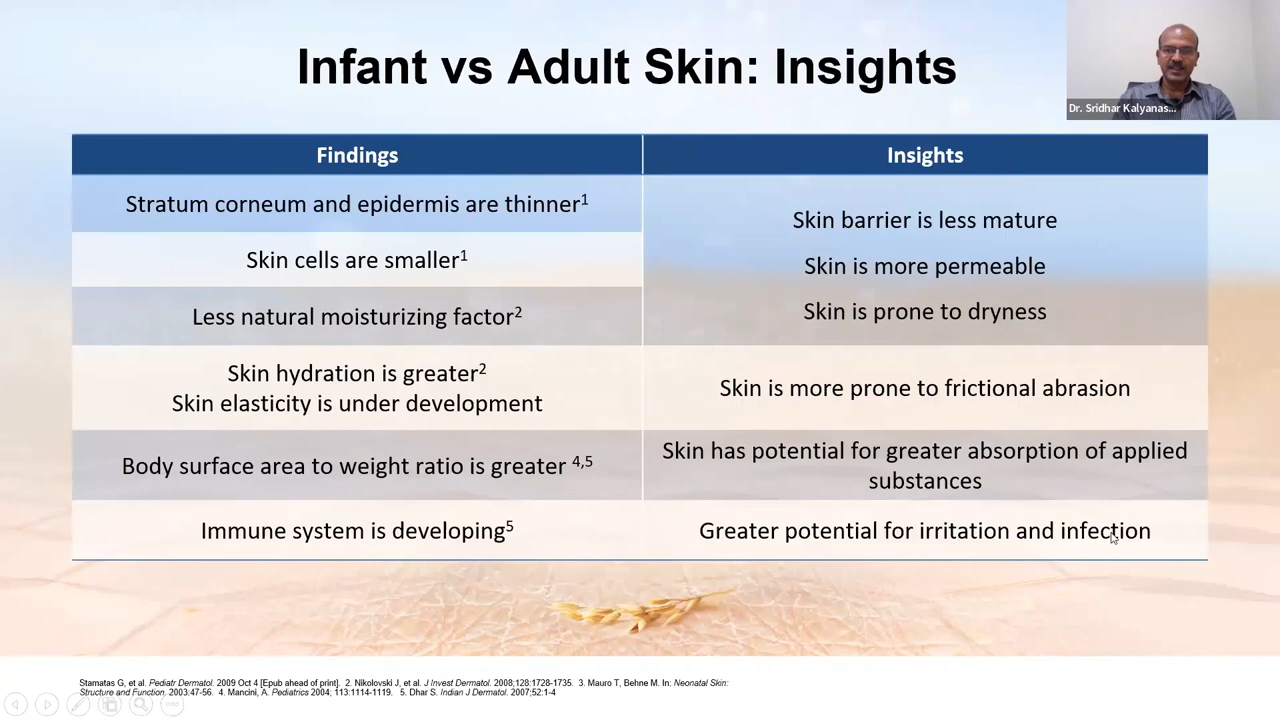 Infant vs Adult Skin: Insights
Dr. Sridhar Kalyanas...
Findings
Insights
Stratum corneum and epidermis are thinner1
Skin cells are smaller1
Less natural moisturizing factor2
Skin barrier is less mature
Skin is more permeable
Skin is prone to dryness
Skin hydration is greater2
Skin elasticity is under development
Skin is more prone to frictional abrasion
Body surface area to weight ratio is greater 4,5
Skin has potential for greater absorption of applied
substances
Immune system is developing5
Greater potential for irritation and infection
Stamatas G, et al. Pediatr Dermatol. 2009 Oct 4 [Epub ahead of print].  2. Nikolovski J, et al. J Invest Dermatol. 2008;128:1728-1735.  3. Mauro T, Behne M. In: Neonatal Skin:
Structure and Function. 2003:47-56.  4. Mancini, A. Pediatrics 2004; 113:1114-1119.  5. Dhar S. Indian J Dermatol. 2007;52:1-4